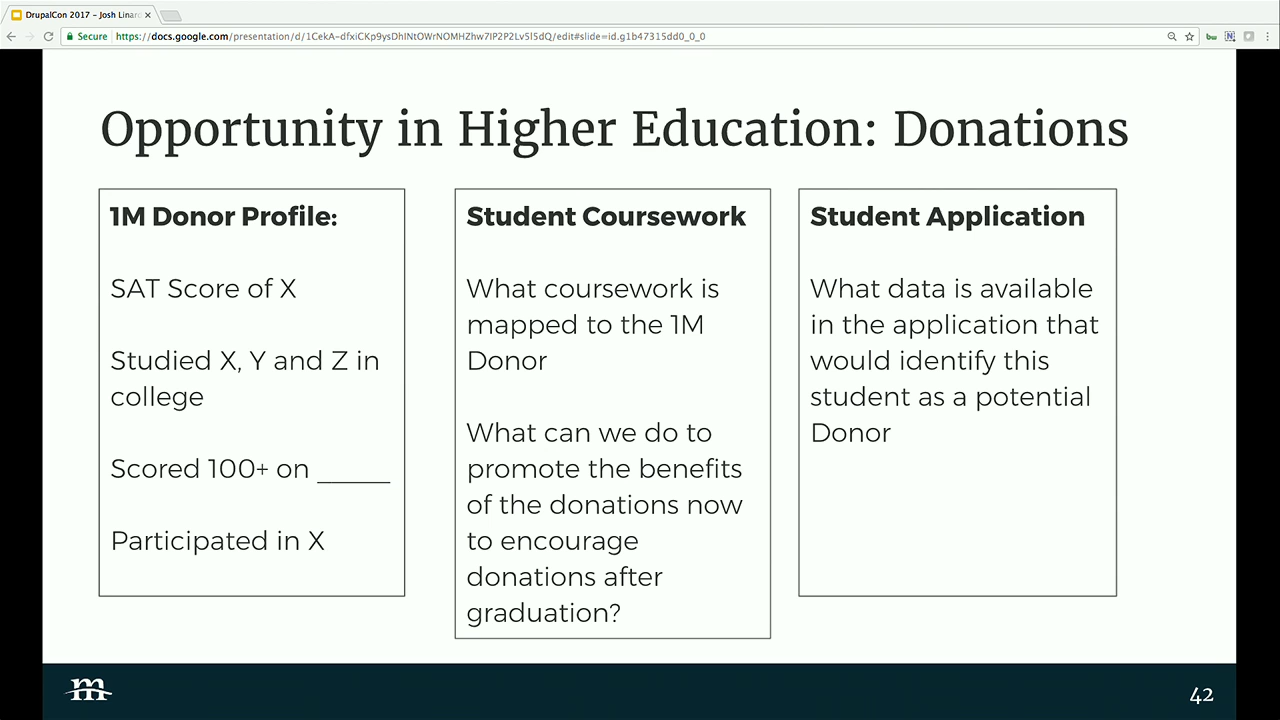 DrupalCon 2017 - Josh Linard
Secure
https://docs.google.com/presentation/d/1CekA-dfxiCKp9ysDhINtOWrNOMHZhw7IP2P2Lv5I5dQ/edit#slide=id.g1b47315dd0_0_0
Opportunity in Higher Education: Donations
1M Donor Profile:
SAT Score of X
Studied X, Y and Z in
college
Scored 100+ on ______
Participated in X
Student Coursework
What coursework is
mapped to the 1M
Donor
What can we do to
promote the benefits
of the donations now
to encourage
donations after
graduation?
Student Application
What data is available
in the application that
would identify this
student as a potential
Donor
m
42